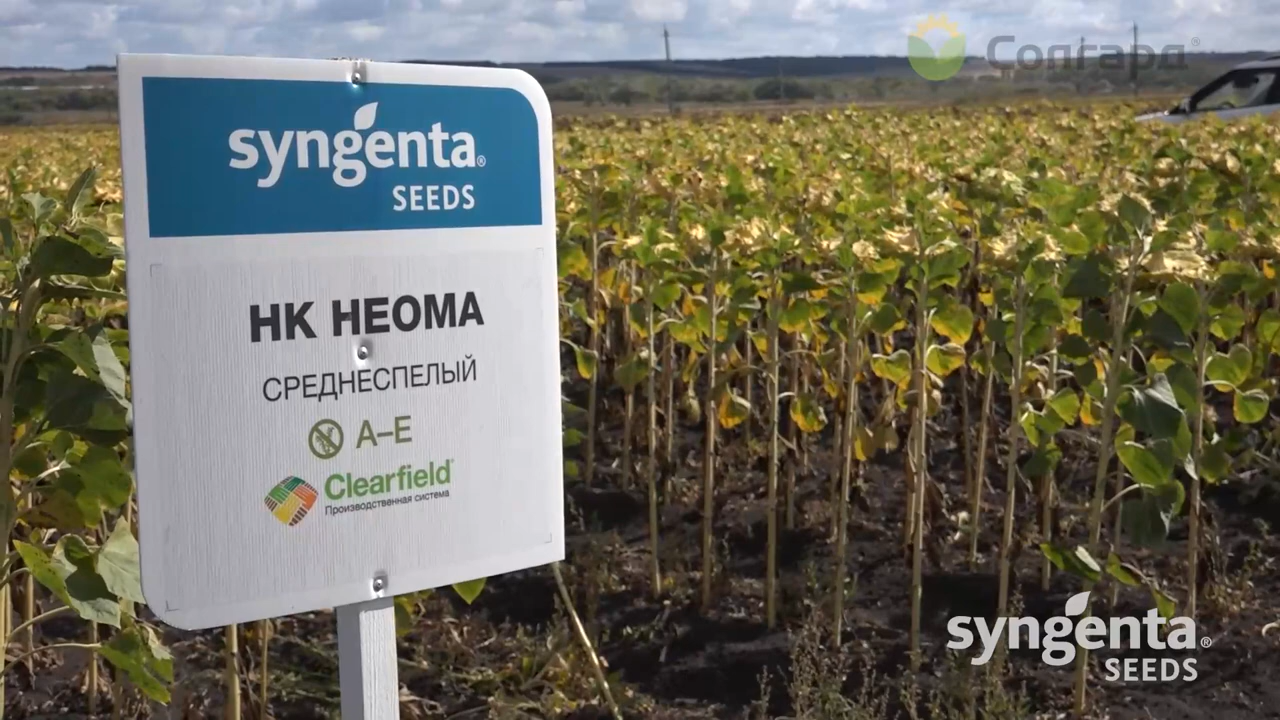 Солгард®
syngenta®
SEEDS
НК НЕОМА
СРЕДНЕСПЕЛЫЙ
А–Е
Clearfield®
Производственная система
syngenta®
SEEDS